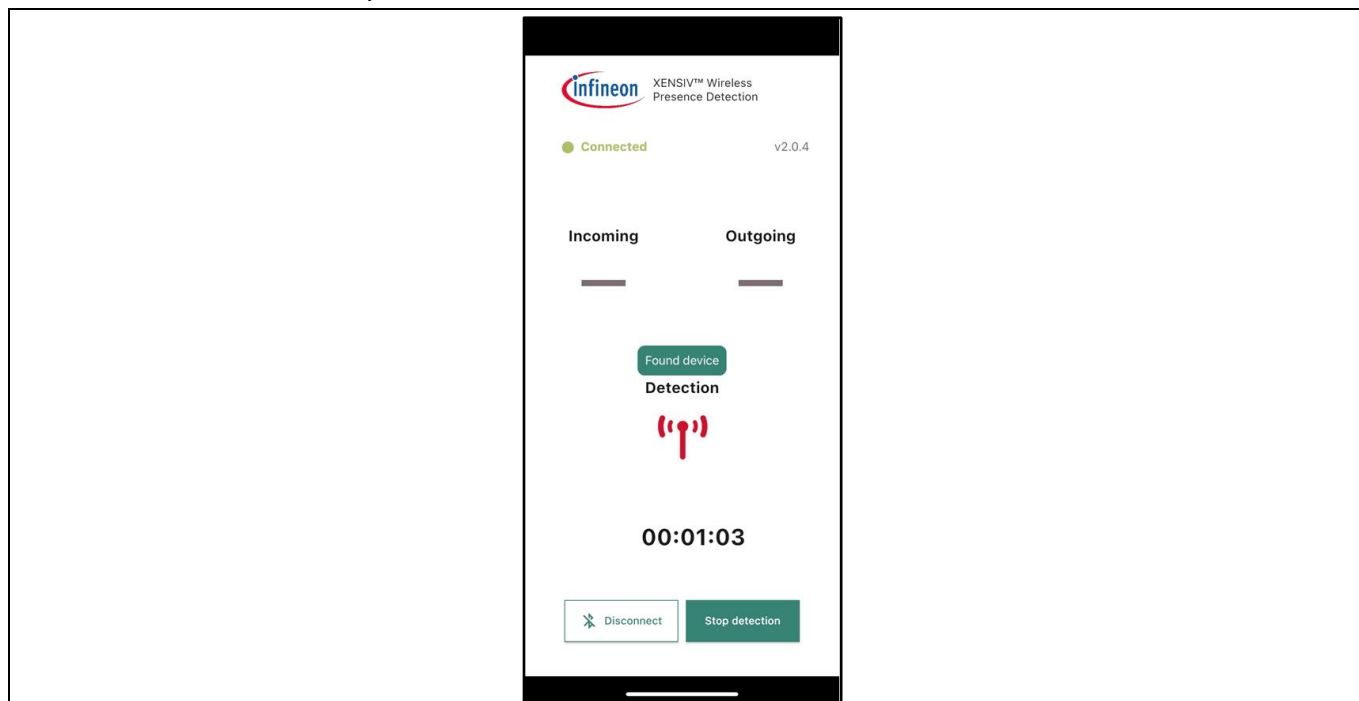 infineon
XENSIV™ Wireless
Presence Detection
Connected
v2.0.4
Incoming
Outgoing
Found device
Detection
00:01:03
Disconnect
Stop detection